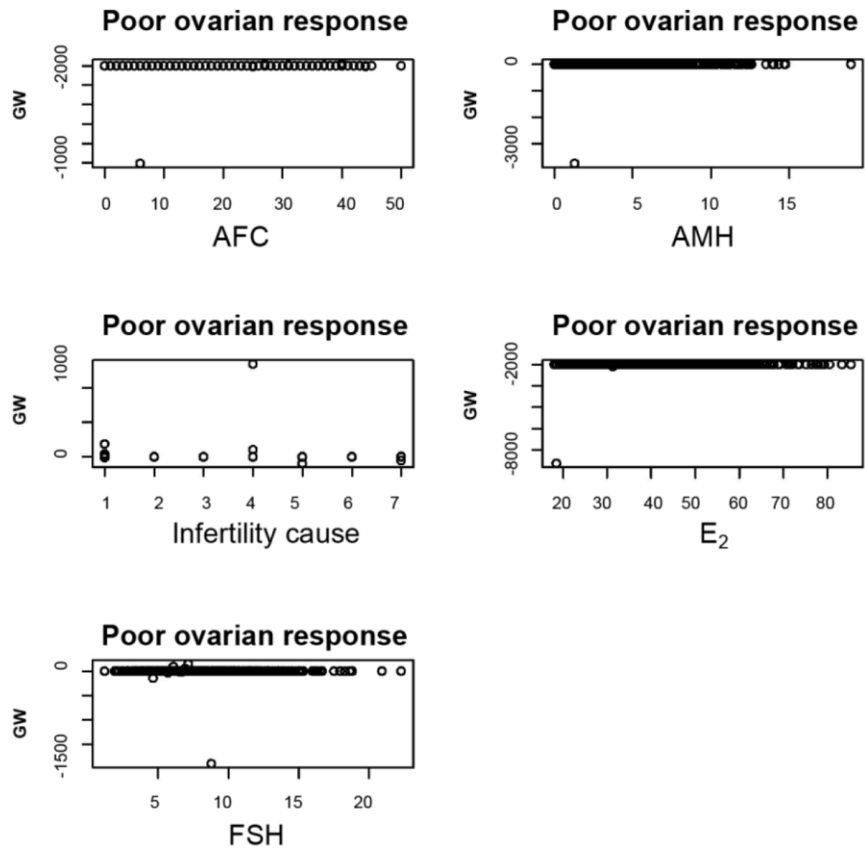 Poor ovarian response
GW
-2000
-1000
0 10 20 30 40 50
AFC
Poor ovarian response
GW
0
-3000
0 5 10 15
AMH
Poor ovarian response
GW
1000
0
1 2 3 4 5 6 7
Infertility cause
Poor ovarian response
GW
-2000
-8000
20 30 40 50 60 70 80
E₂
Poor ovarian response
GW
0
-1500
5 10 15 20
FSH